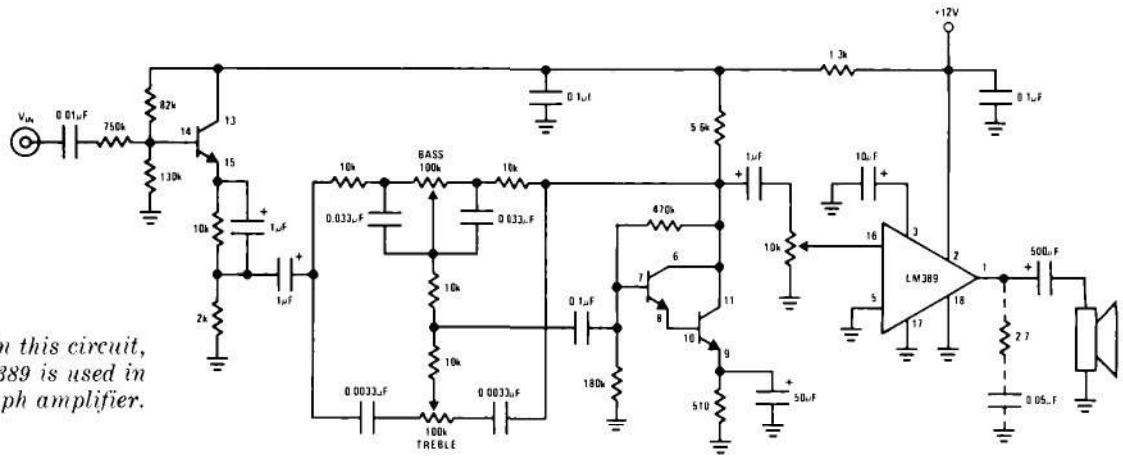 +12V
1.3k
0.1µF
0.1µF
5.6k
VIN
0.01µF
750k
82k
14
13
15
130k
10k
1µF
2k
1µF
10k
BASS
100k
10k
0.033µF
0.033µF
10k
10k
0.0033µF
0.0033µF
100k
TREBLE
0.1µF
470k
7
6
8
11
10
9
180k
510
50µF
1µF
10k
10µF
16
3
2
LM389
1
5
17
18
500µF
2.7
0.05µF
n this circuit,
389 is used in
ph amplifier.